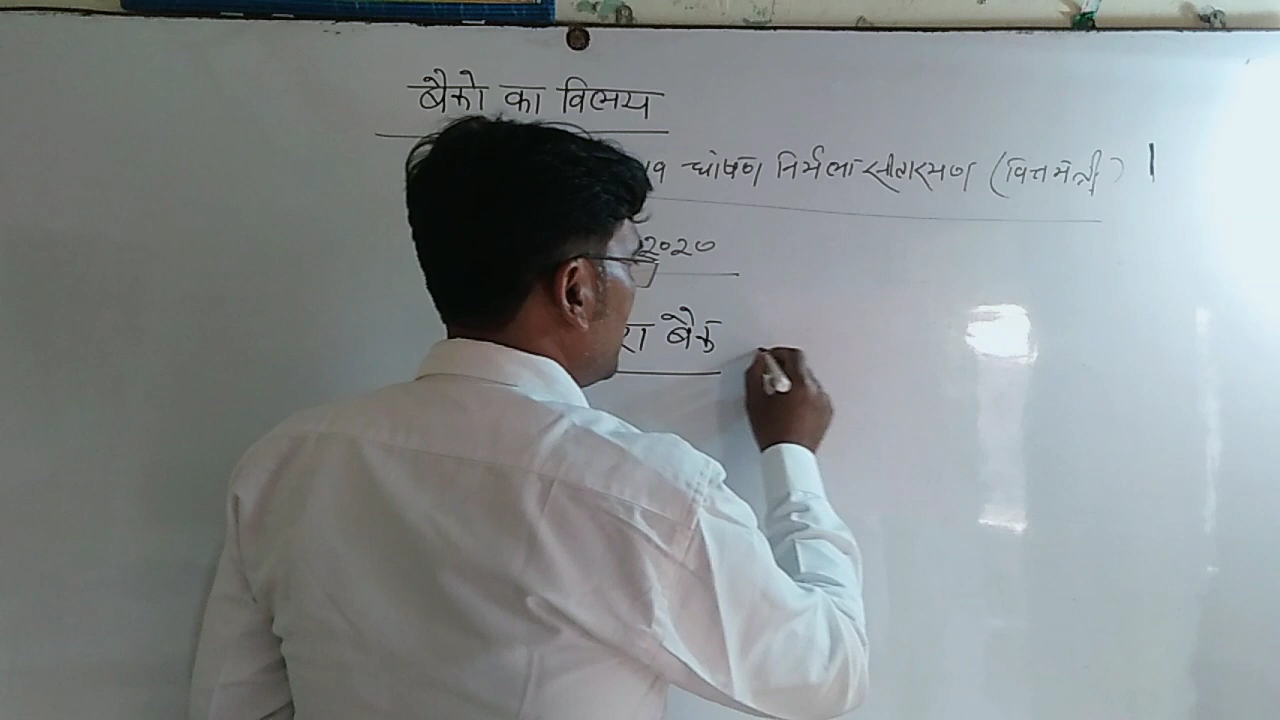 बैको का विलय
घोषणा निर्मला सीतारमण (वित्तमंत्री)
2020
बैंक